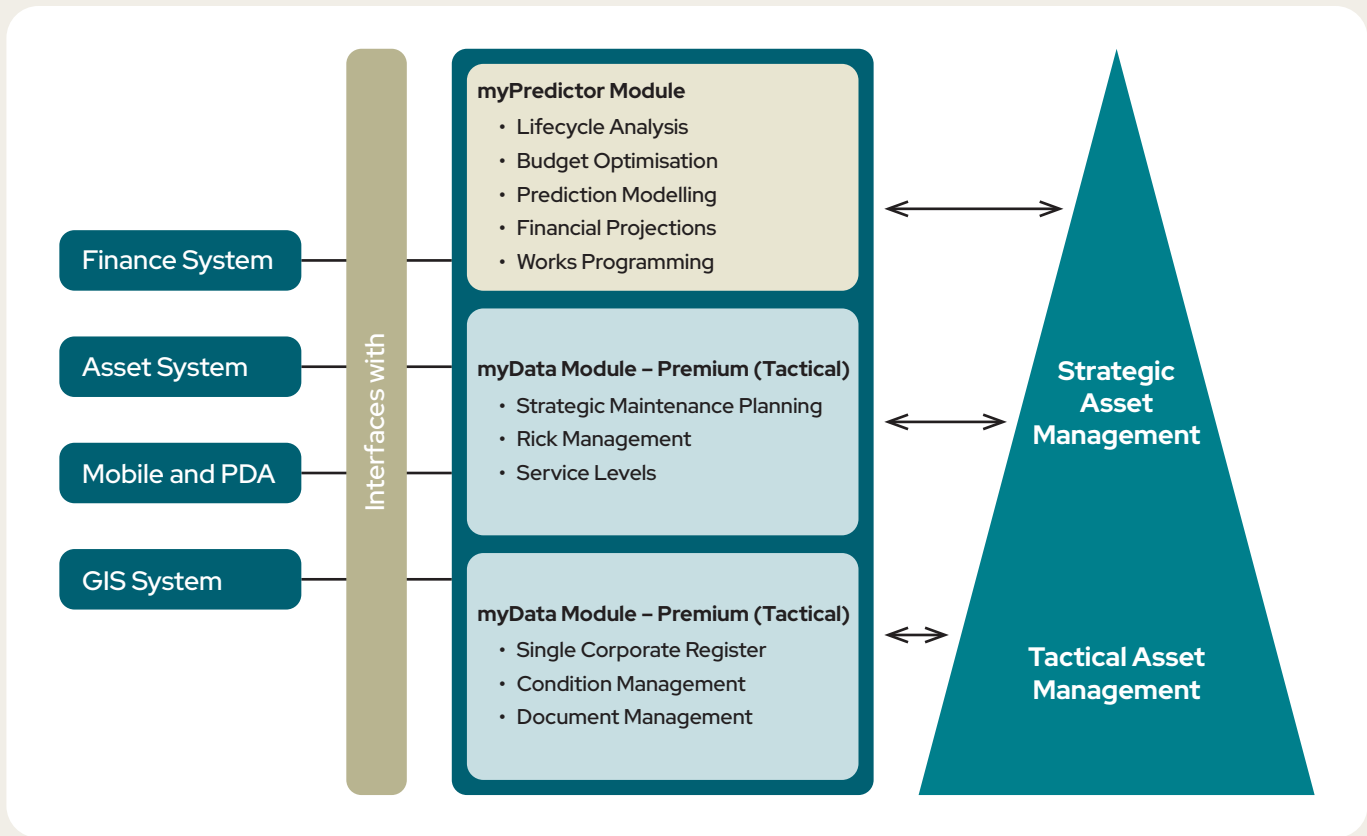 Finance System
Asset System
Mobile and PDA
GIS System
Interfaces with
myPredictor Module
• Lifecycle Analysis
• Budget Optimisation
• Prediction Modelling
• Financial Projections
• Works Programming
myData Module – Premium (Tactical)
• Strategic Maintenance Planning
• Rick Management
• Service Levels
myData Module – Premium (Tactical)
• Single Corporate Register
• Condition Management
• Document Management
Strategic
Asset
Management
Tactical Asset
Management